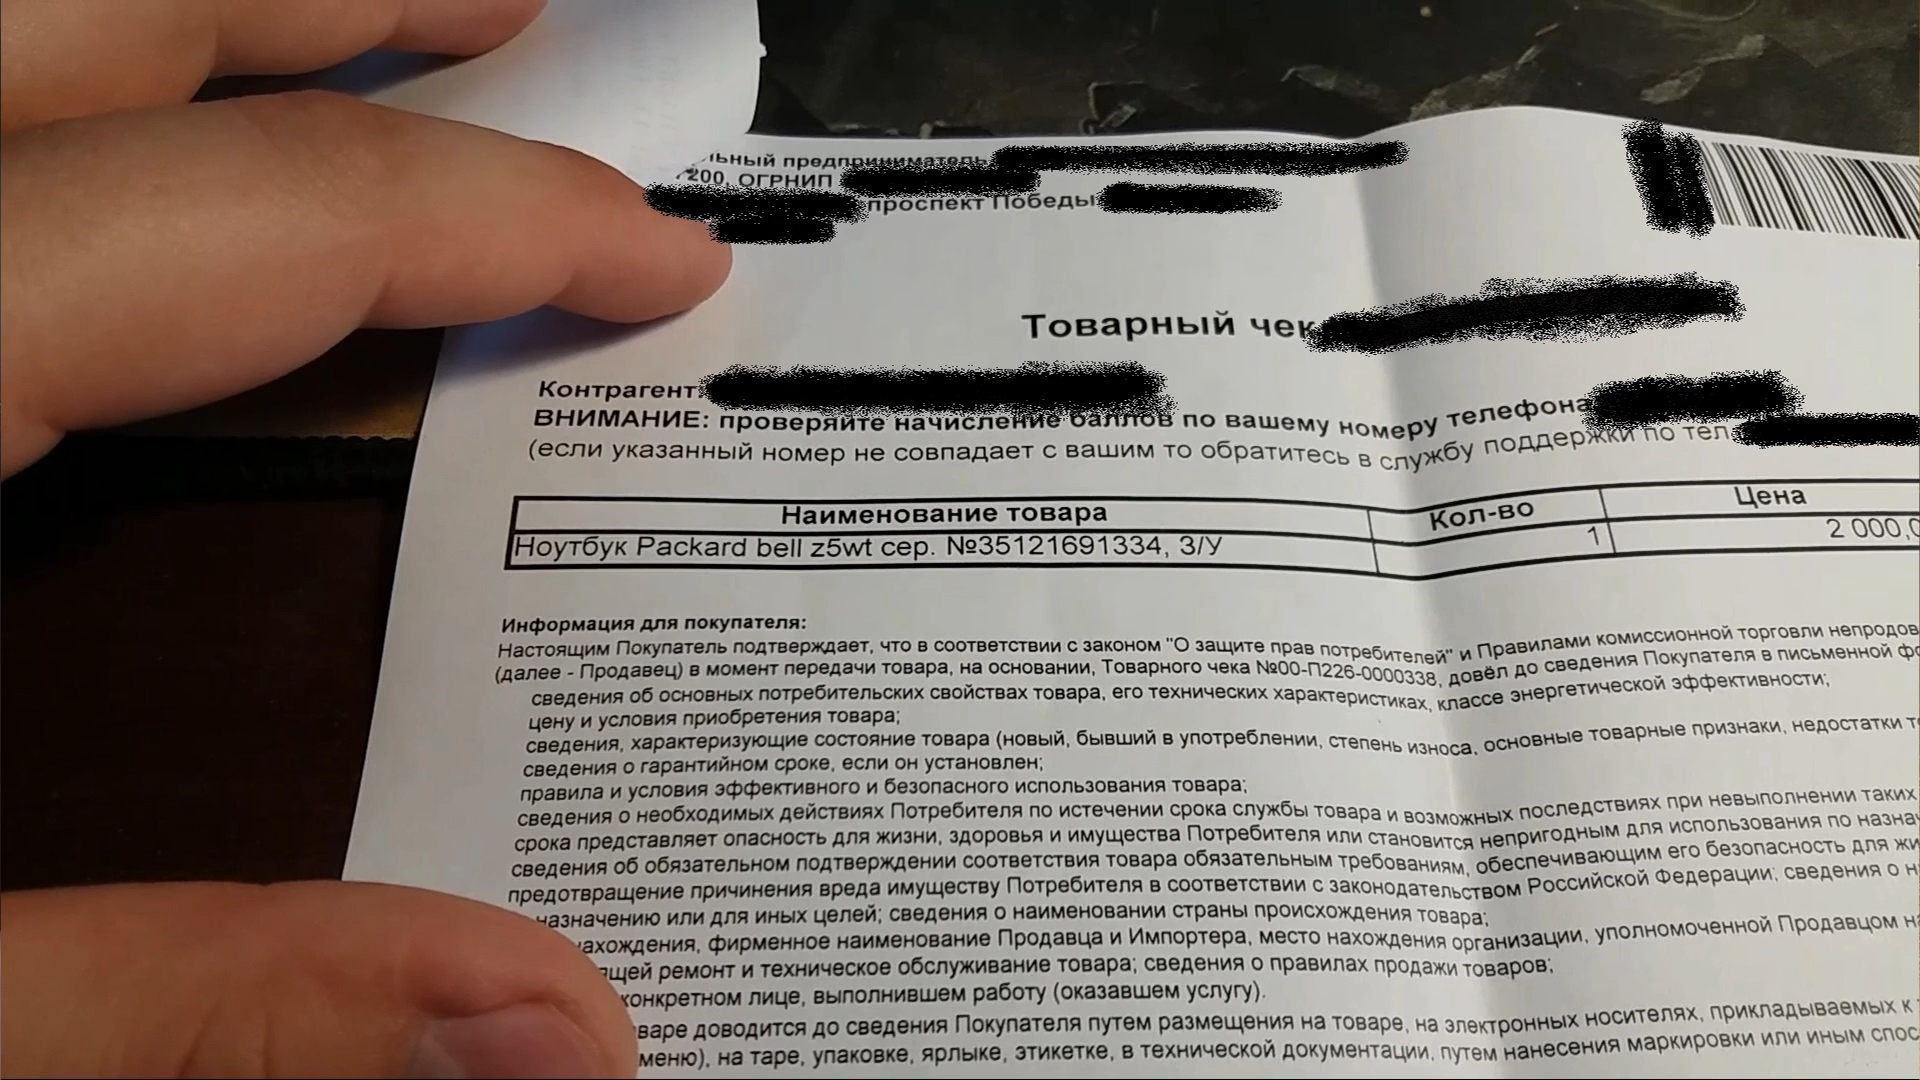 льный предприниматель
200, ОГРНИП
проспект Победы
Товарный чек
Контрагент:
ВНИМАНИЕ: проверяйте начисление баллов по вашему номеру телефона
(если указанный номер не совпадает с вашим то обратитесь в службу поддержки по тел
Наименование товара Кол-во Цена
Ноутбук Packard bell z5wt сер. №35121691334, З/У 1 2 000,0
Информация для покупателя:
Настоящим Покупатель подтверждает, что в соответствии с законом "О защите прав потребителей" и Правилами комиссионной торговли непродов
(далее - Продавец) в момент передачи товара, на основании, Товарного чека №00-П226-0000338, довёл до сведения Покупателя в письменной фо
сведения об основных потребительских свойствах товара, его технических характеристиках, классе энергетической эффективности;
цену и условия приобретения товара;
сведения, характеризующие состояние товара (новый, бывший в употреблении, степень износа, основные товарные признаки, недостатки т
сведения о гарантийном сроке, если он установлен;
правила и условия эффективного и безопасного использования товара;
сведения о необходимых действиях Потребителя по истечении срока службы товара и возможных последствиях при невыполнении таких
срока представляет опасность для жизни, здоровья и имущества Потребителя или становится непригодным для использования по назнач
сведения об обязательном подтверждении соответствия товара обязательным требованиям, обеспечивающим его безопасность для жи
предотвращение причинения вреда имуществу Потребителя в соответствии с законодательством Российской Федерации; сведения о н
назначению или для иных целей; сведения о наименовании страны происхождения товара;
нахождения, фирменное наименование Продавца и Импортера, место нахождения организации, уполномоченной Продавцом на
ящей ремонт и техническое обслуживание товара; сведения о правилах продажи товаров;
конкретном лице, выполнившем работу (оказавшем услугу).
варе доводится до сведения Покупателя путем размещения на товаре, на электронных носителях, прикладываемых к
меню), на таре, упаковке, ярлыке, этикетке, в технической документации, путем нанесения маркировки или иным спос